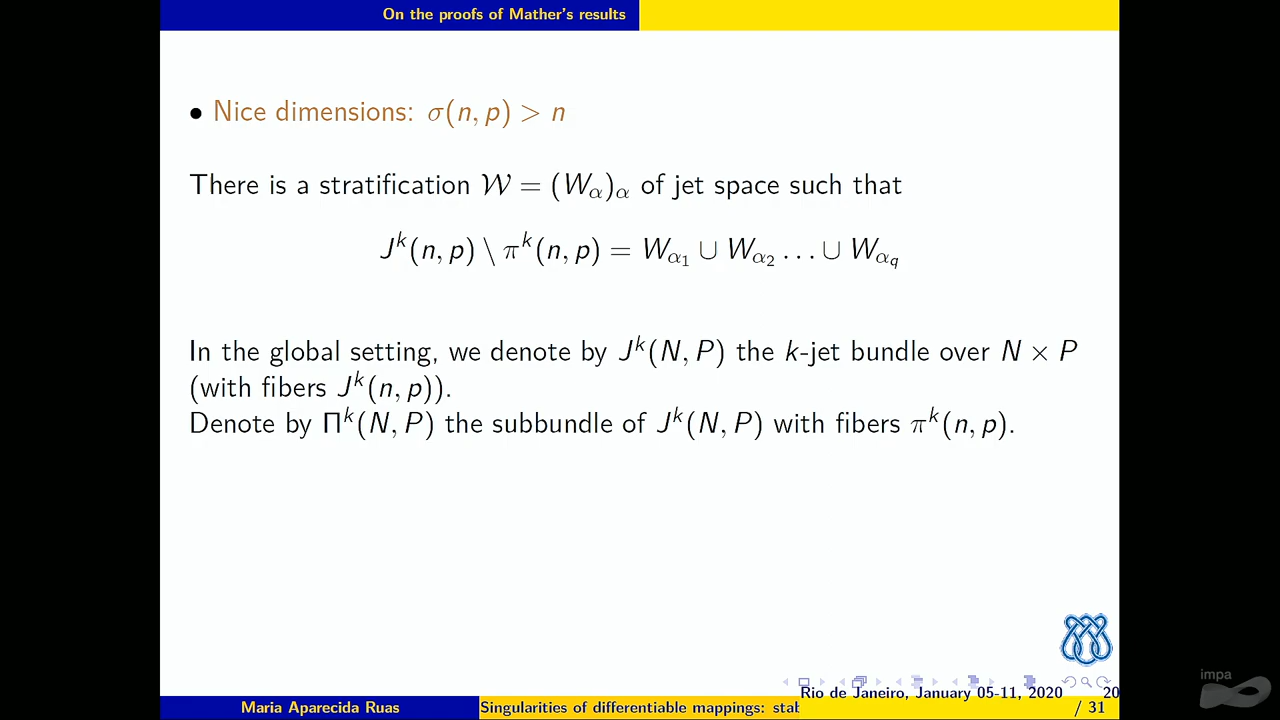 On the proofs of Mather's results
• Nice dimensions: σ(n, p) > n
There is a stratification 𝒲 = (W_α)_α of jet space such that
J^k(n, p) \ π^k(n, p) = W_{α_1} ∪ W_{α_2} … ∪ W_{α_q}
In the global setting, we denote by J^k(N, P) the k-jet bundle over N × P
(with fibers J^k(n, p)).
Denote by Π^k(N, P) the subbundle of J^k(N, P) with fibers π^k(n, p).
impa
Rio de Janeiro, January 05-11, 2020 20
Maria Aparecida Ruas Singularities of differentiable mappings: stab / 31